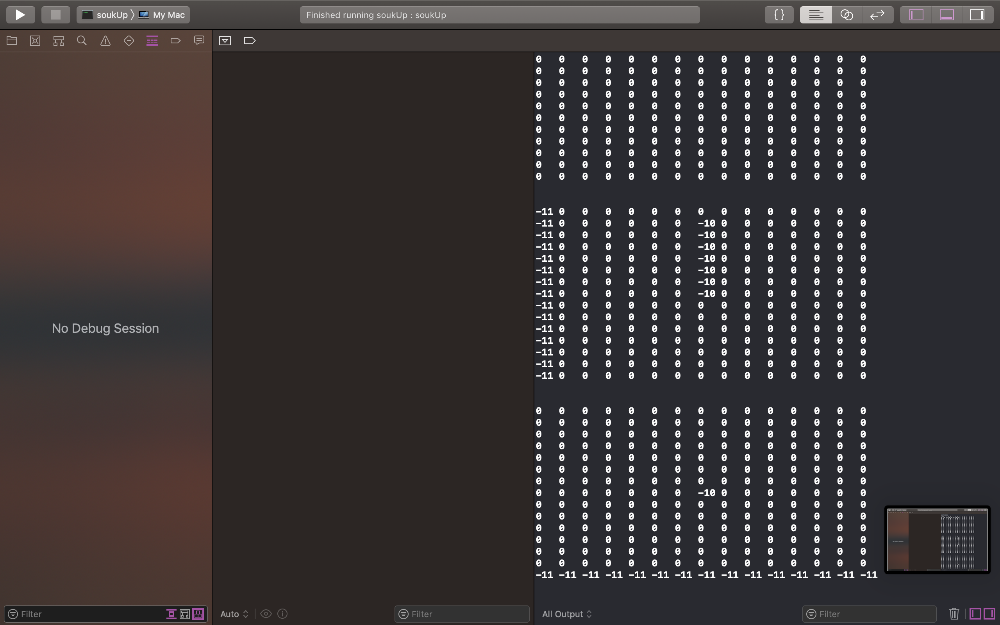 soukUp 〉 My Mac
Finished running soukUp : soukUp
{ }
No Debug Session
0 0 0 0 0 0 0 0 0 0 0 0 0 0 0
0 0 0 0 0 0 0 0 0 0 0 0 0 0 0
0 0 0 0 0 0 0 0 0 0 0 0 0 0 0
0 0 0 0 0 0 0 0 0 0 0 0 0 0 0
0 0 0 0 0 0 0 0 0 0 0 0 0 0 0
0 0 0 0 0 0 0 0 0 0 0 0 0 0 0
0 0 0 0 0 0 0 0 0 0 0 0 0 0 0
0 0 0 0 0 0 0 0 0 0 0 0 0 0 0
0 0 0 0 0 0 0 0 0 0 0 0 0 0 0
0 0 0 0 0 0 0 0 0 0 0 0 0 0 0
0 0 0 0 0 0 0 0 0 0 0 0 0 0 0
-11 0 0 0 0 0 0 0 0 0 0 0 0 0 0
-11 0 0 0 0 0 0 -10 0 0 0 0 0 0 0
-11 0 0 0 0 0 0 -10 0 0 0 0 0 0 0
-11 0 0 0 0 0 0 -10 0 0 0 0 0 0 0
-11 0 0 0 0 0 0 -10 0 0 0 0 0 0 0
-11 0 0 0 0 0 0 -10 0 0 0 0 0 0 0
-11 0 0 0 0 0 0 -10 0 0 0 0 0 0 0
-11 0 0 0 0 0 0 -10 0 0 0 0 0 0 0
-11 0 0 0 0 0 0 0 0 0 0 0 0 0 0
-11 0 0 0 0 0 0 0 0 0 0 0 0 0 0
-11 0 0 0 0 0 0 0 0 0 0 0 0 0 0
-11 0 0 0 0 0 0 0 0 0 0 0 0 0 0
-11 0 0 0 0 0 0 0 0 0 0 0 0 0 0
-11 0 0 0 0 0 0 0 0 0 0 0 0 0 0
-11 0 0 0 0 0 0 0 0 0 0 0 0 0 0
0 0 0 0 0 0 0 0 0 0 0 0 0 0 0
0 0 0 0 0 0 0 0 0 0 0 0 0 0 0
0 0 0 0 0 0 0 0 0 0 0 0 0 0 0
0 0 0 0 0 0 0 0 0 0 0 0 0 0 0
0 0 0 0 0 0 0 0 0 0 0 0 0 0 0
0 0 0 0 0 0 0 0 0 0 0 0 0 0 0
0 0 0 0 0 0 0 0 0 0 0 0 0 0 0
0 0 0 0 0 0 0 -10 0 0 0 0 0 0 0
0 0 0 0 0 0 0 0 0 0 0 0 0 0 0
0 0 0 0 0 0 0 0 0 0 0 0 0 0 0
0 0 0 0 0 0 0 0 0 0 0 0 0 0 0
0 0 0 0 0 0 0 0 0 0 0 0 0 0 0
0 0 0 0 0 0 0 0 0 0 0 0 0 0 0
0 0 0 0 0 0 0 0 0 0 0 0 0 0 0
-11 -11 -11 -11 -11 -11 -11 -11 -11 -11 -11 -11 -11 -11 -11
Filter
Auto
Filter
All Output
Filter